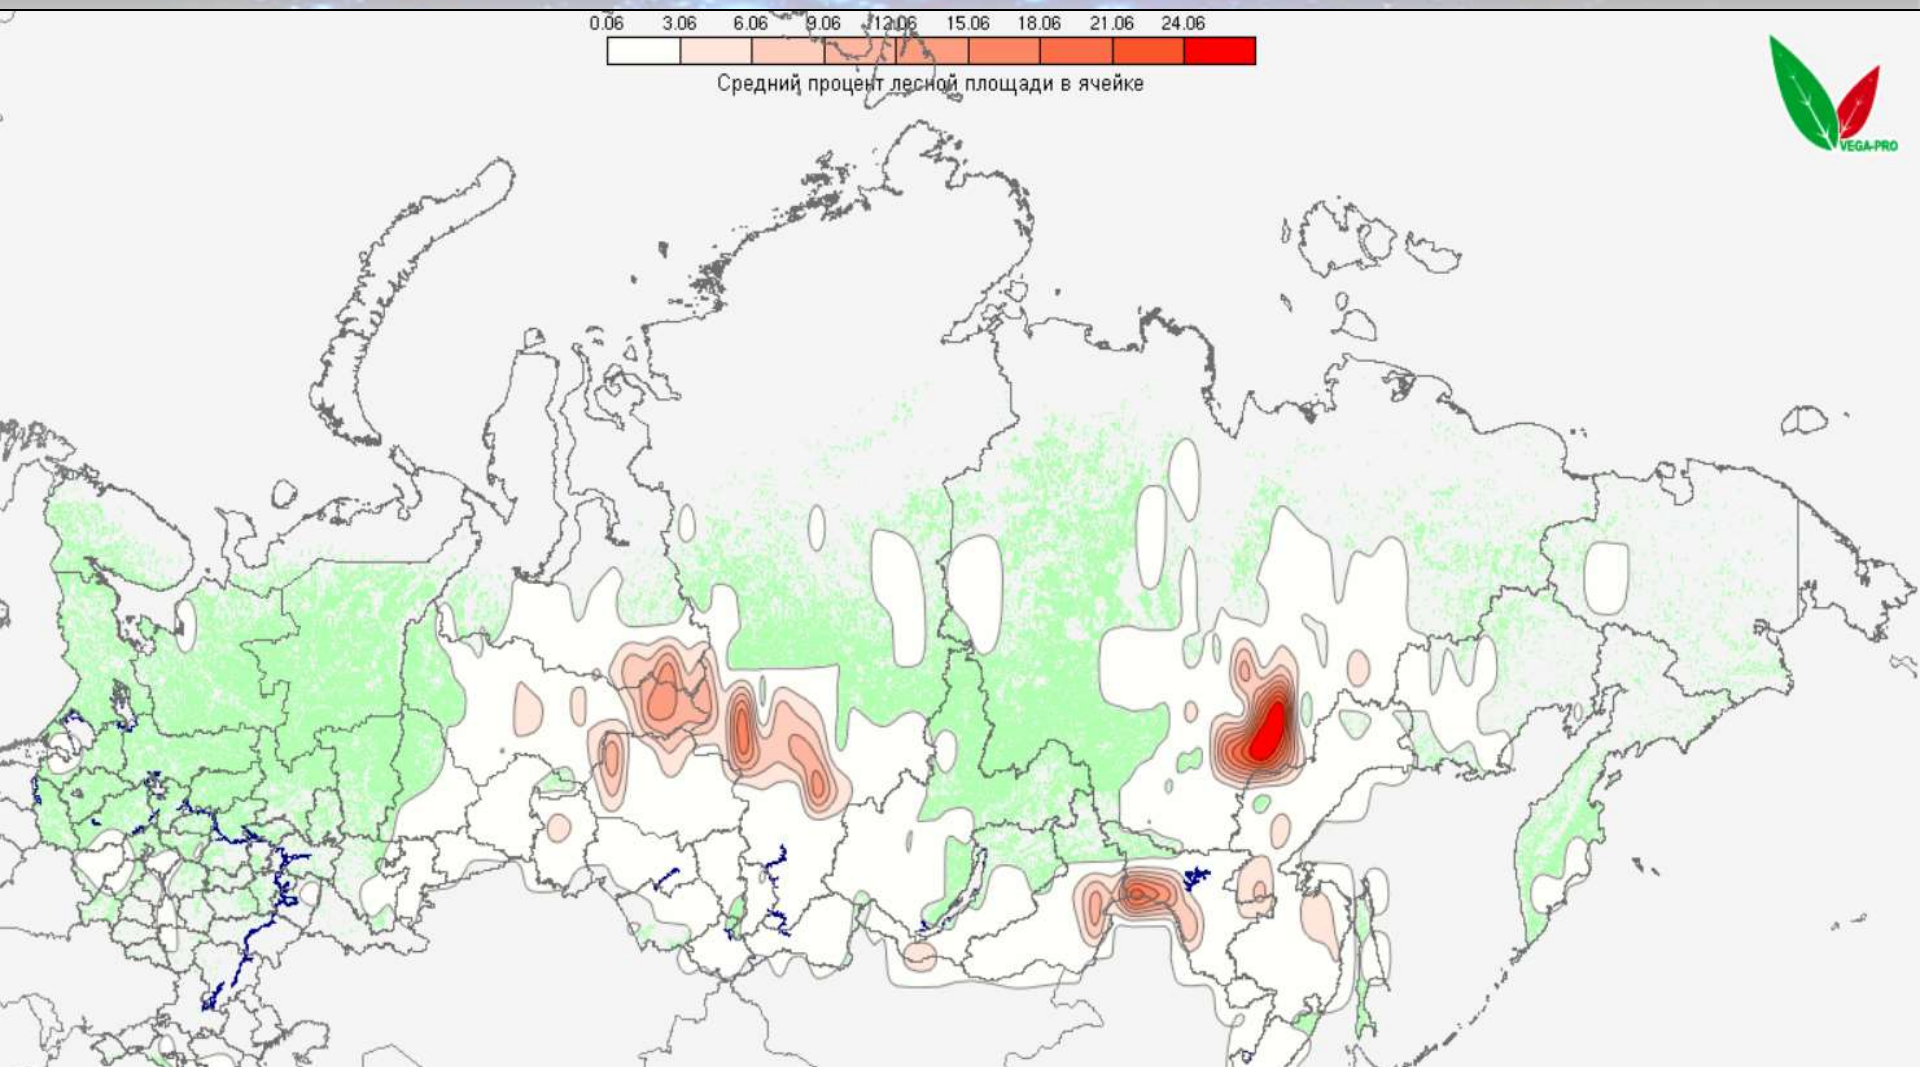 0.06 3.06 6.06 9.06 12.06 15.06 18.06 21.06 24.06
Средний процент лесной площади в ячейке
VEGA-PRO